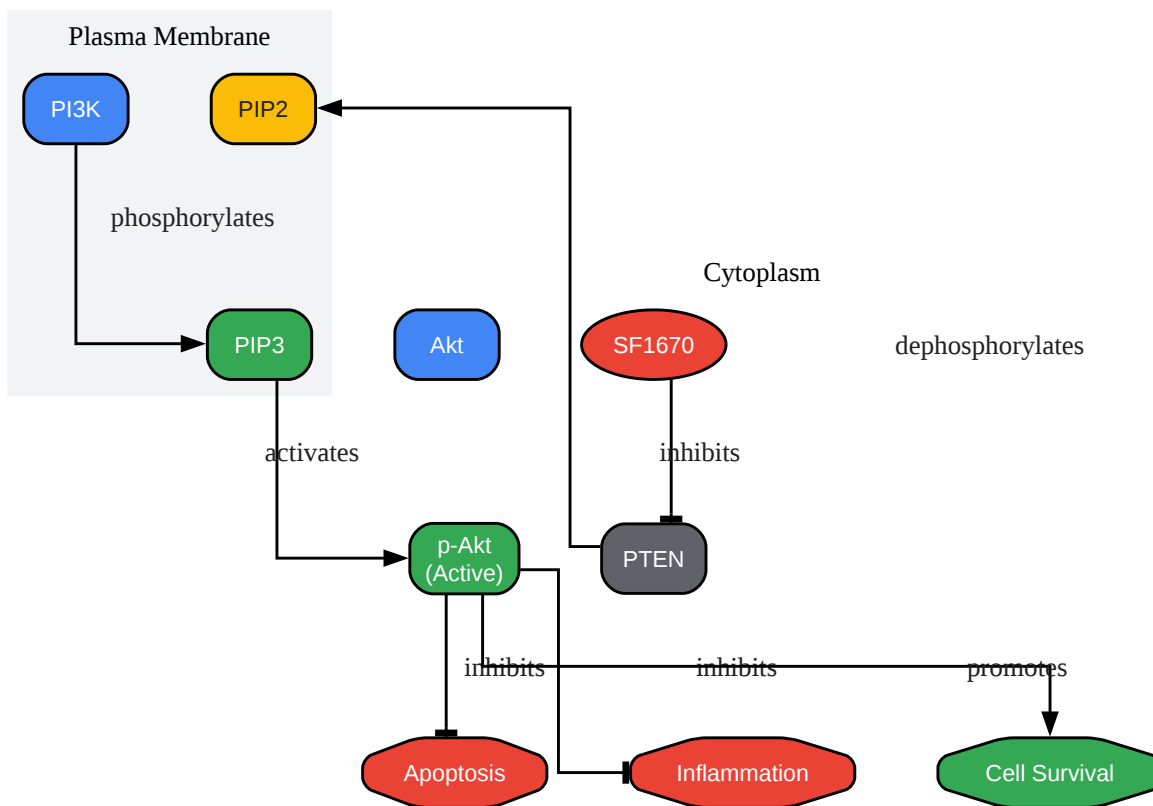 Plasma Membrane
PI3K
PIP2
phosphorylates
Cytoplasm
PIP3
Akt
SF1670
dephosphorylates
activates
inhibits
p-Akt
(Active)
PTEN
inhibits
inhibits
promotes
Apoptosis
Inflammation
Cell Survival